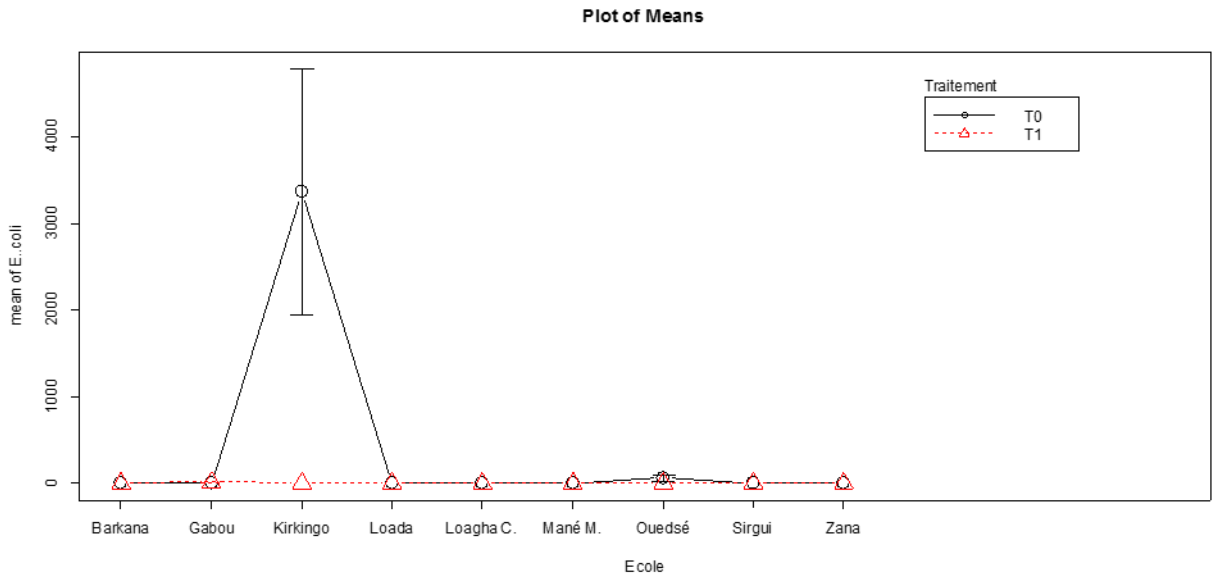 Plot of Means
Traitement
T0
T1
mean of E..coli
4000
3000
2000
1000
0
Barkana Gabou Kirkingo Loada Loagha C. Mané M. Ouedsé Sirgui Zana
Ecole